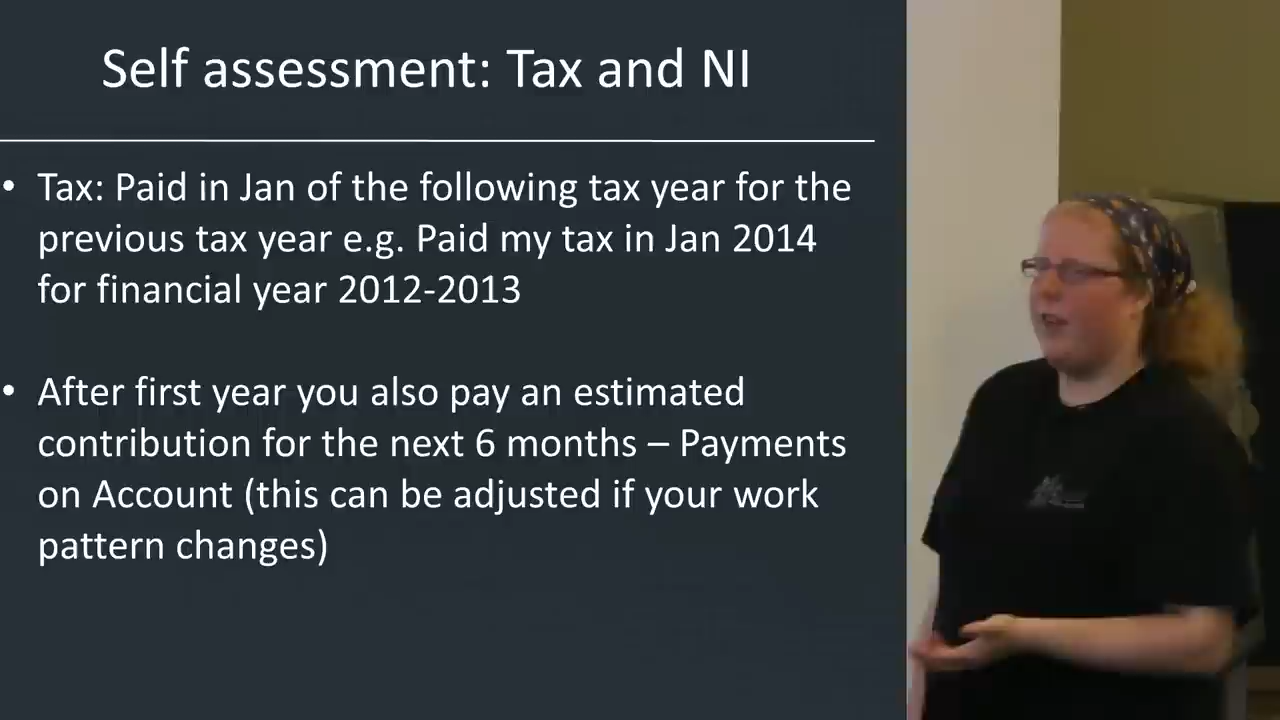 Self assessment: Tax and NI
• Tax: Paid in Jan of the following tax year for the
previous tax year e.g. Paid my tax in Jan 2014
for financial year 2012-2013
• After first year you also pay an estimated
contribution for the next 6 months – Payments
on Account (this can be adjusted if your work
pattern changes)